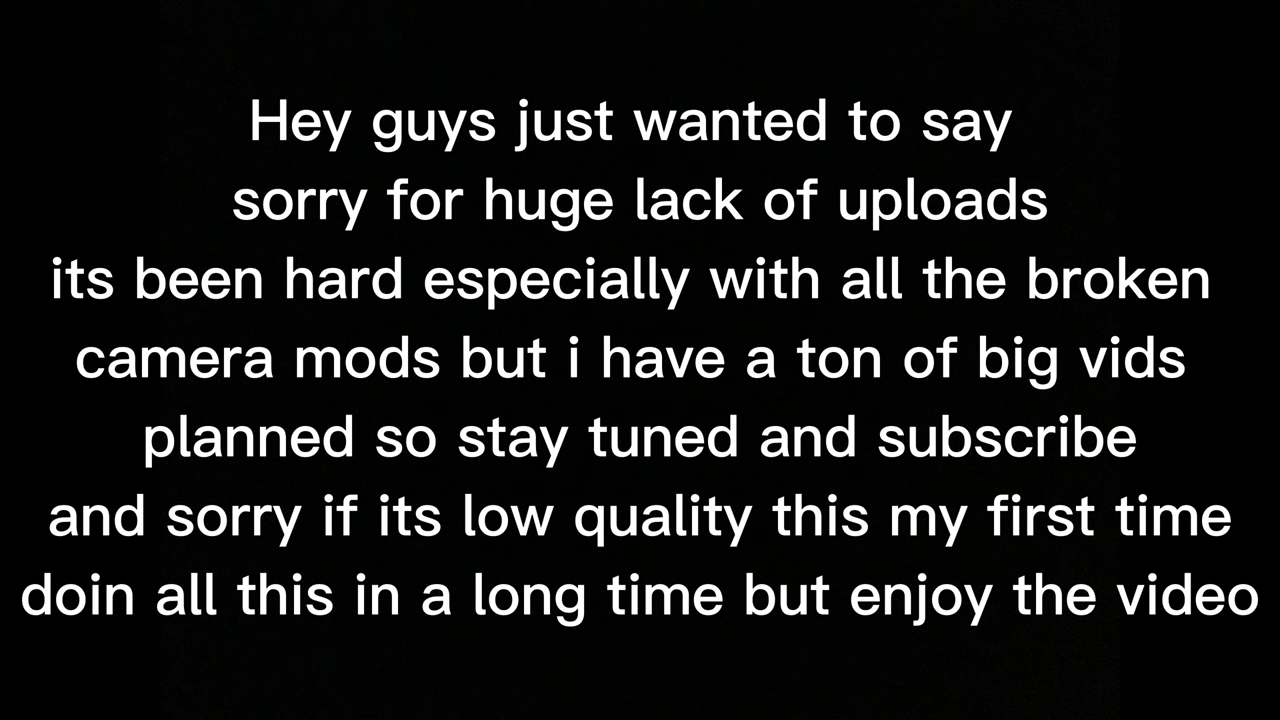 Hey guys just wanted to say
sorry for huge lack of uploads
its been hard especially with all the broken
camera mods but i have a ton of big vids
planned so stay tuned and subscribe
and sorry if its low quality this my first time
doin all this in a long time but enjoy the video